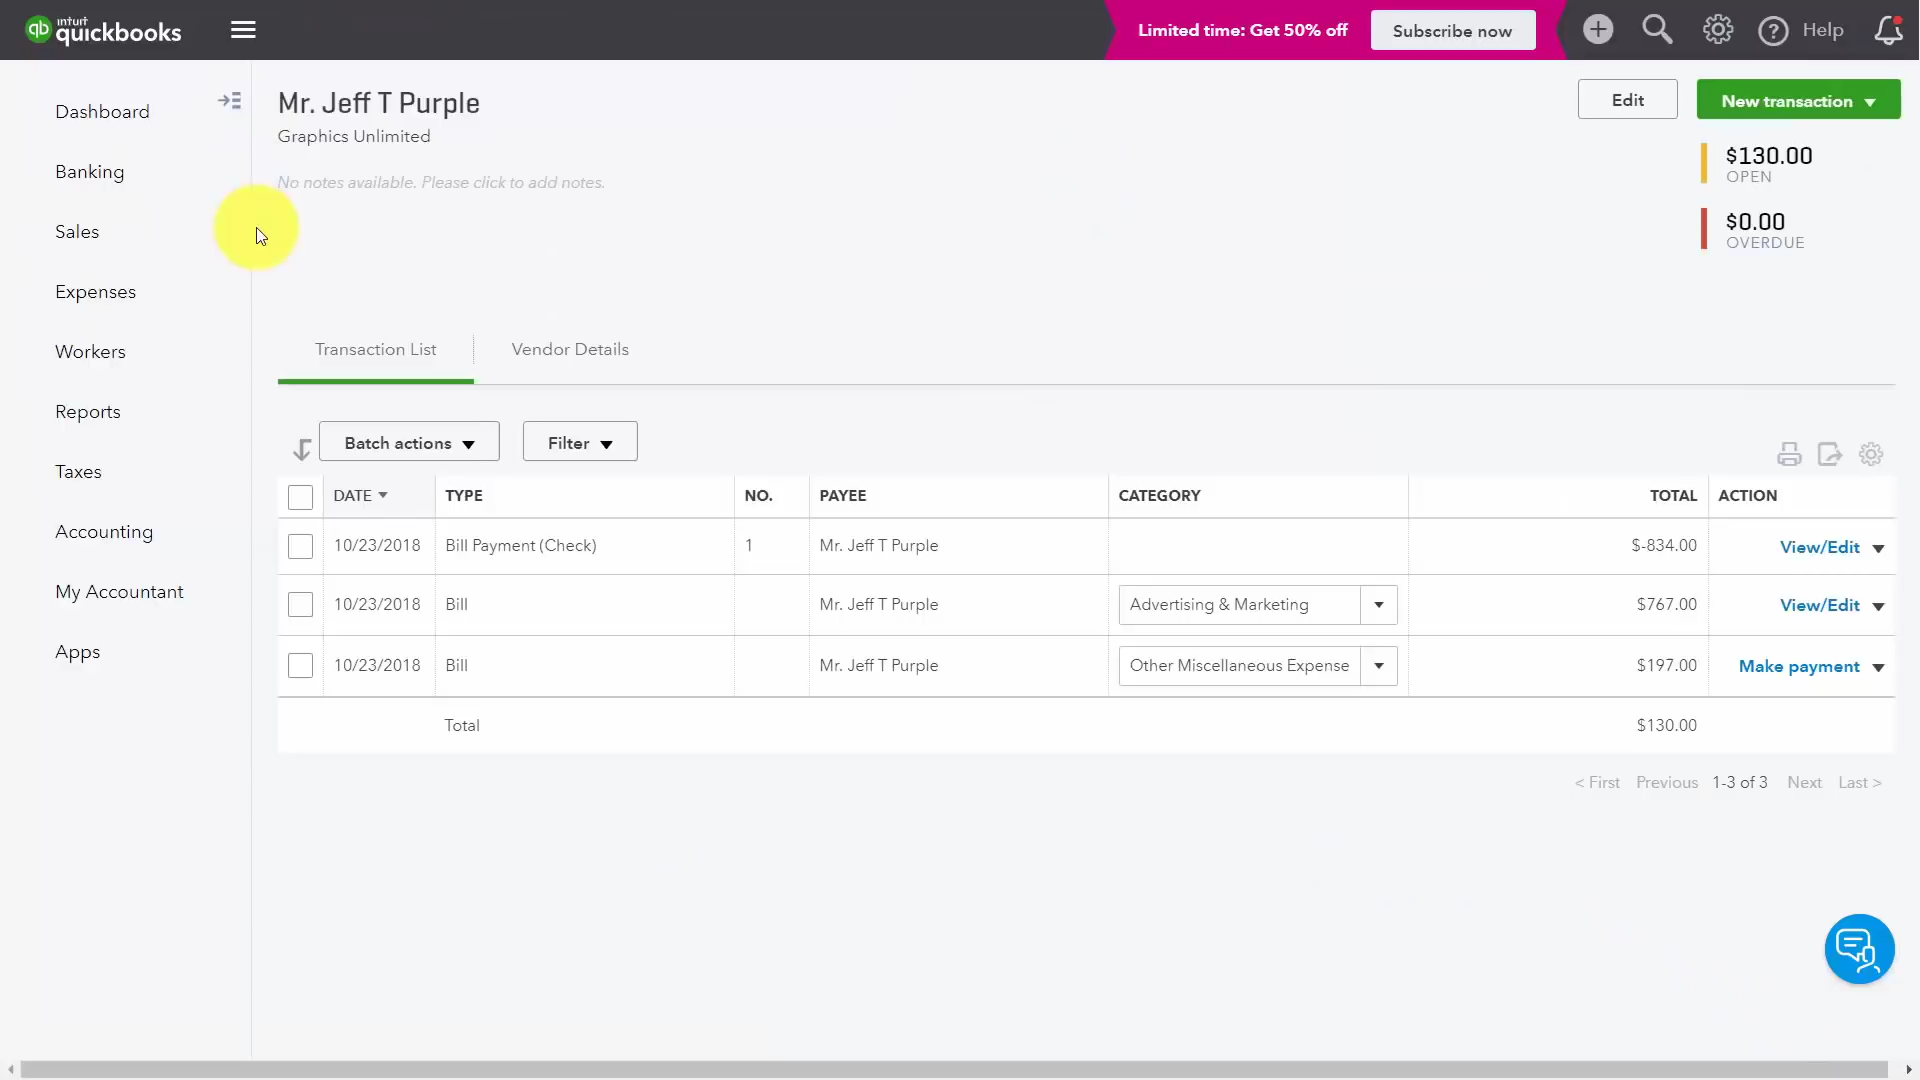 intuit
quickbooks
Limited time: Get 50% off
Subscribe now
Help
Dashboard
Banking
Sales
Expenses
Workers
Reports
Taxes
Accounting
My Accountant
Apps
Mr. Jeff T Purple
Graphics Unlimited
No notes available. Please click to add notes.
Edit
New transaction
$130.00
OPEN
$0.00
OVERDUE
Transaction List
Vendor Details
Batch actions
Filter
DATE TYPE NO. PAYEE CATEGORY TOTAL ACTION
10/23/2018 Bill Payment (Check) 1 Mr. Jeff T Purple $-834.00 View/Edit
10/23/2018 Bill Mr. Jeff T Purple Advertising & Marketing $767.00 View/Edit
10/23/2018 Bill Mr. Jeff T Purple Other Miscellaneous Expense $197.00 Make payment
Total $130.00
< First Previous 1-3 of 3 Next Last >